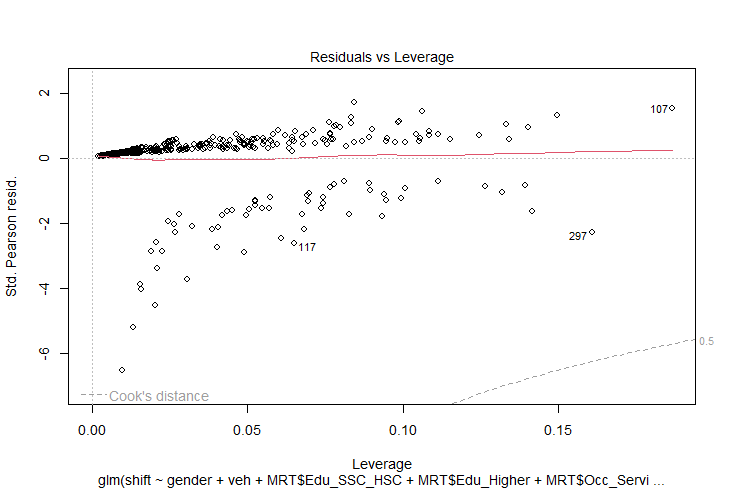 Residuals vs Leverage
2
0
-2
-4
-6
Std. Pearson resid.
107
297
117
0.5
Cook's distance
0.00
0.05
0.10
0.15
Leverage
glm(shift ~ gender + veh + MRT$Edu_SSC_HSC + MRT$Edu_Higher + MRT$Occ_Servi ...